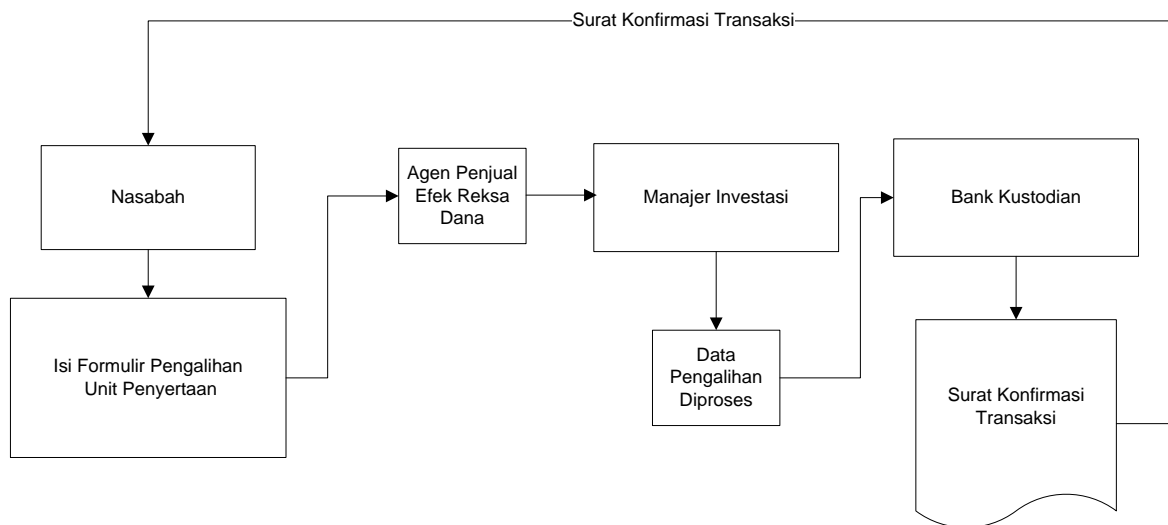 Surat Konfirmasi Transaksi
Nasabah
Isi Formulir Pengalihan
Unit Penyertaan
Agen Penjual
Efek Reksa
Dana
Manajer Investasi
Data
Pengalihan
Diproses
Bank Kustodian
Surat Konfirmasi
Transaksi